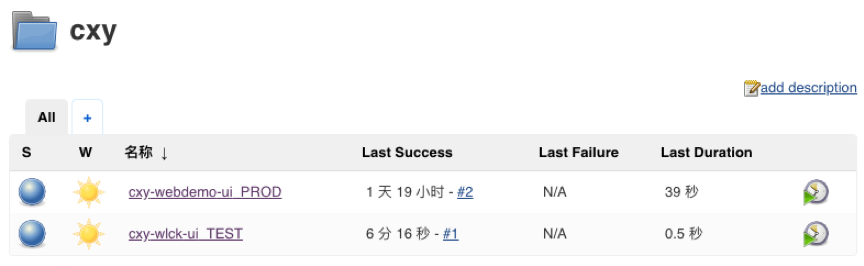 cxy
add description
All +
S W 名称 ↓ Last Success Last Failure Last Duration
cxy-webdemo-ui_PROD 1 天 19 小时 - #2 N/A 39 秒
cxy-wlck-ui_TEST 6 分 16 秒 - #1 N/A 0.5 秒